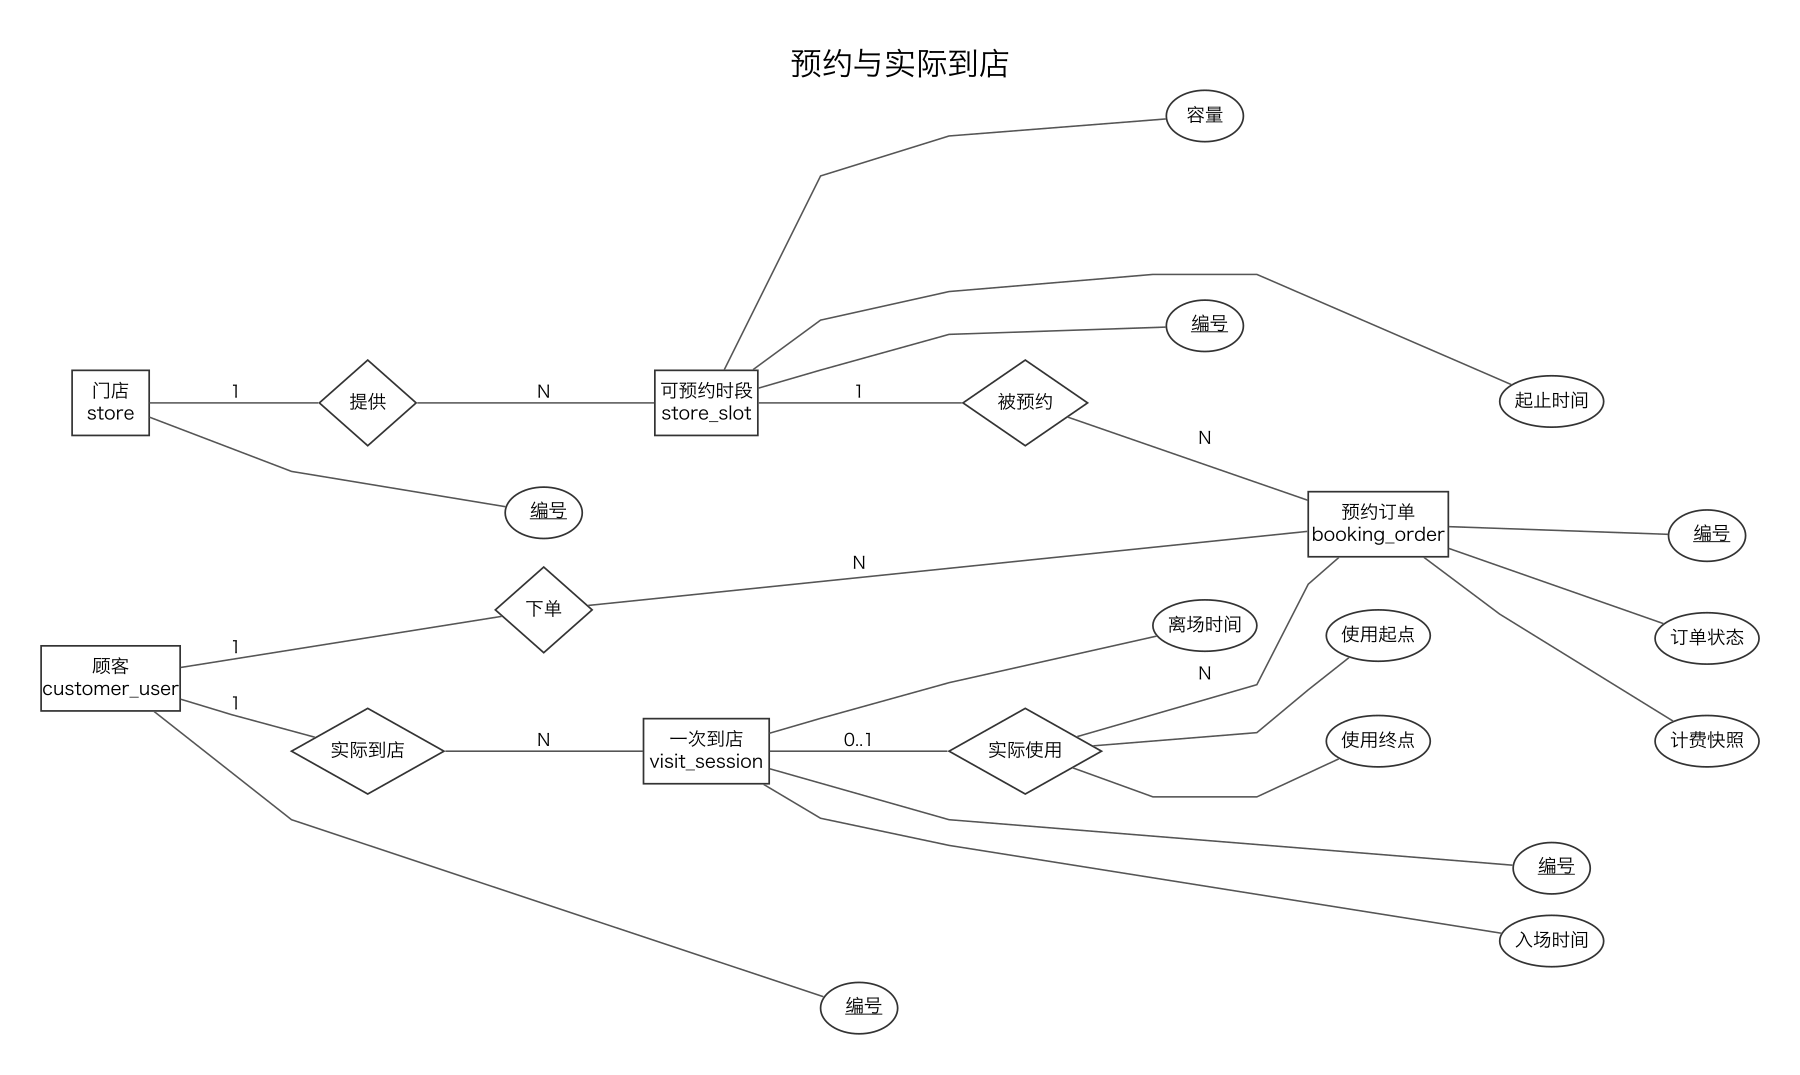 预约与实际到店
容量
编号
门店
store
1
提供
N
可预约时段
store_slot
1
被预约
起止时间
N
编号
预约订单
booking_order
编号
N
下单
离场时间
使用起点
订单状态
1
顾客
customer_user
1
N
实际到店
N
一次到店
visit_session
0..1
实际使用
使用终点
计费快照
编号
入场时间
编号